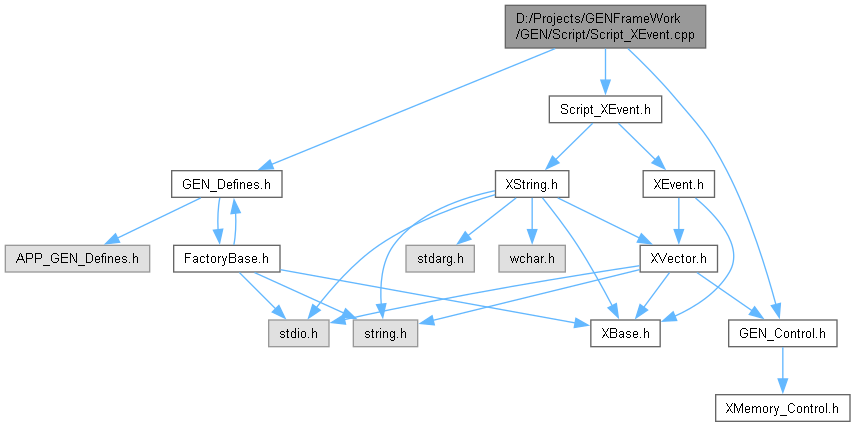 D:/Projects/GENFrameWork
/GEN/Script/Script_XEvent.cpp
Script_XEvent.h
GEN_Defines.h
XString.h
XEvent.h
APP_GEN_Defines.h
FactoryBase.h
stdarg.h
wchar.h
XVector.h
stdio.h
string.h
XBase.h
GEN_Control.h
XMemory_Control.h